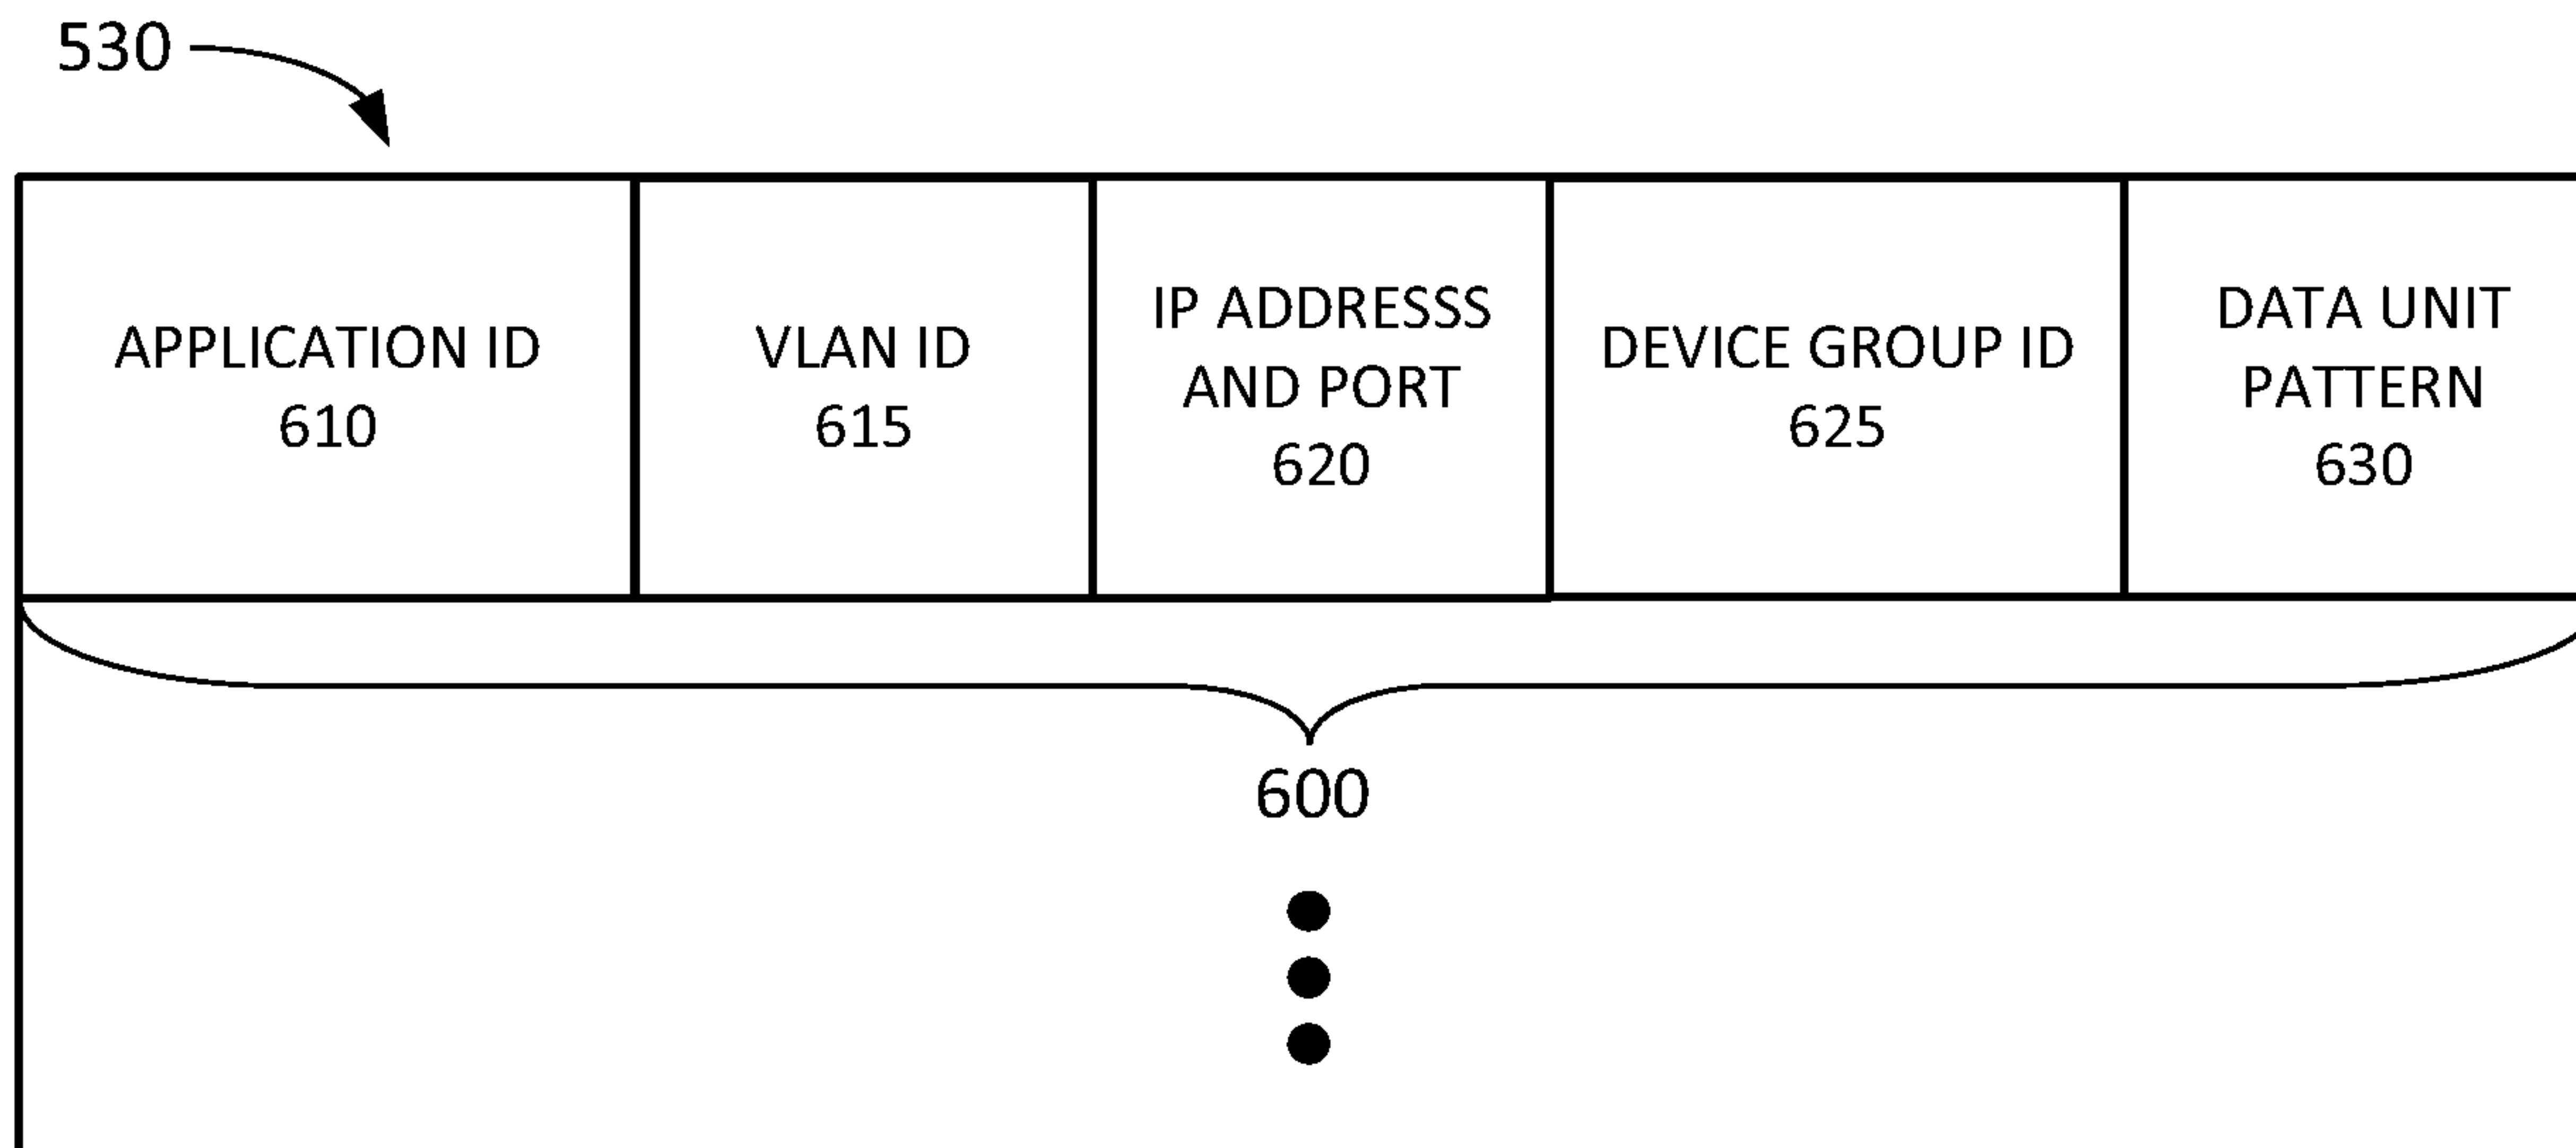 530
APPLICATION ID
610
VLAN ID
615
IP ADDRESSS
AND PORT
620
DEVICE GROUP ID
625
DATA UNIT
PATTERN
630
600